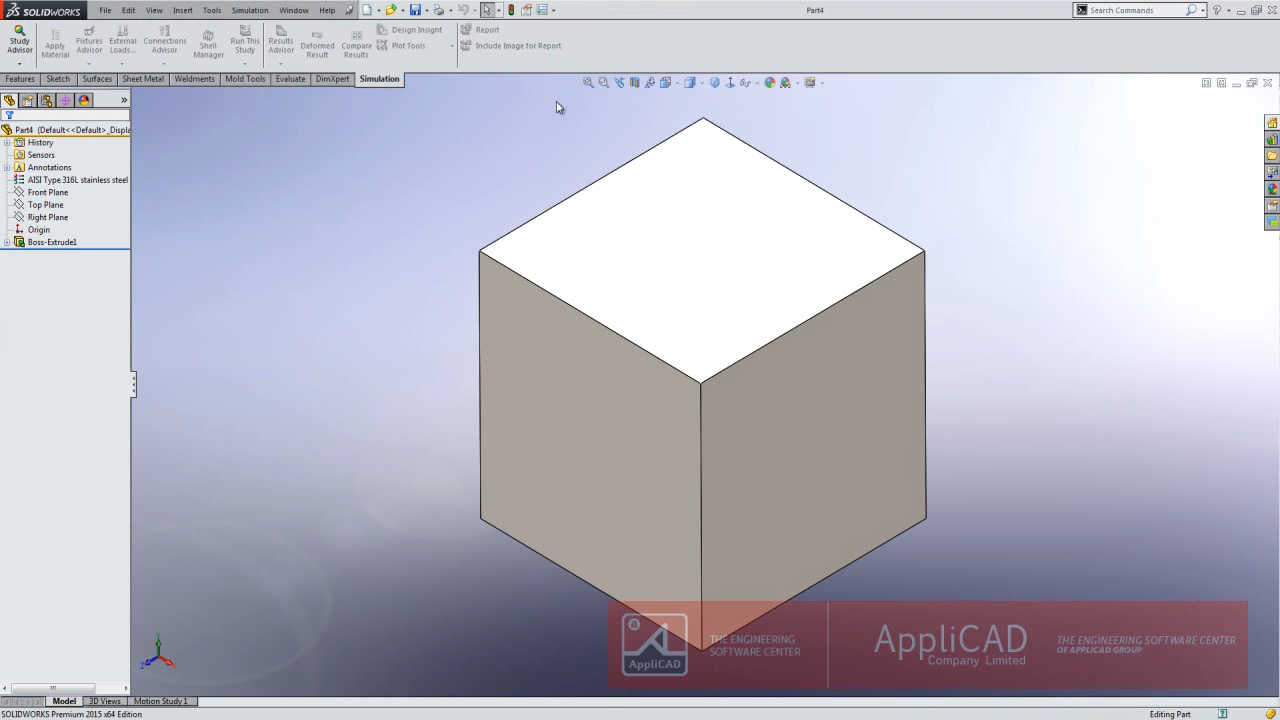 SOLIDWORKS File Edit View Insert Tools Simulation Window Help Part4 Search Commands
Study Advisor
Apply Material
Fixtures Advisor
External Loads...
Connections Advisor
Shell Manager
Run This Study
Results Advisor
Deformed Result
Compare Results
Design Insight
Plot Tools
Report
Include Image for Report
Features Sketch Surfaces Sheet Metal Weldments Mold Tools Evaluate DimXpert Simulation
Part4 (Default<<Default>_Displa
History
Sensors
Annotations
AISI Type 316L stainless steel
Front Plane
Top Plane
Right Plane
Origin
Boss-Extrude1
AppliCAD
THE ENGINEERING
SOFTWARE CENTER
AppliCAD
Company Limited
THE ENGINEERING SOFTWARE CENTER
OF APPLICAD GROUP
Model 3D Views Motion Study 1
SOLIDWORKS Premium 2015 x64 Edition Editing Part